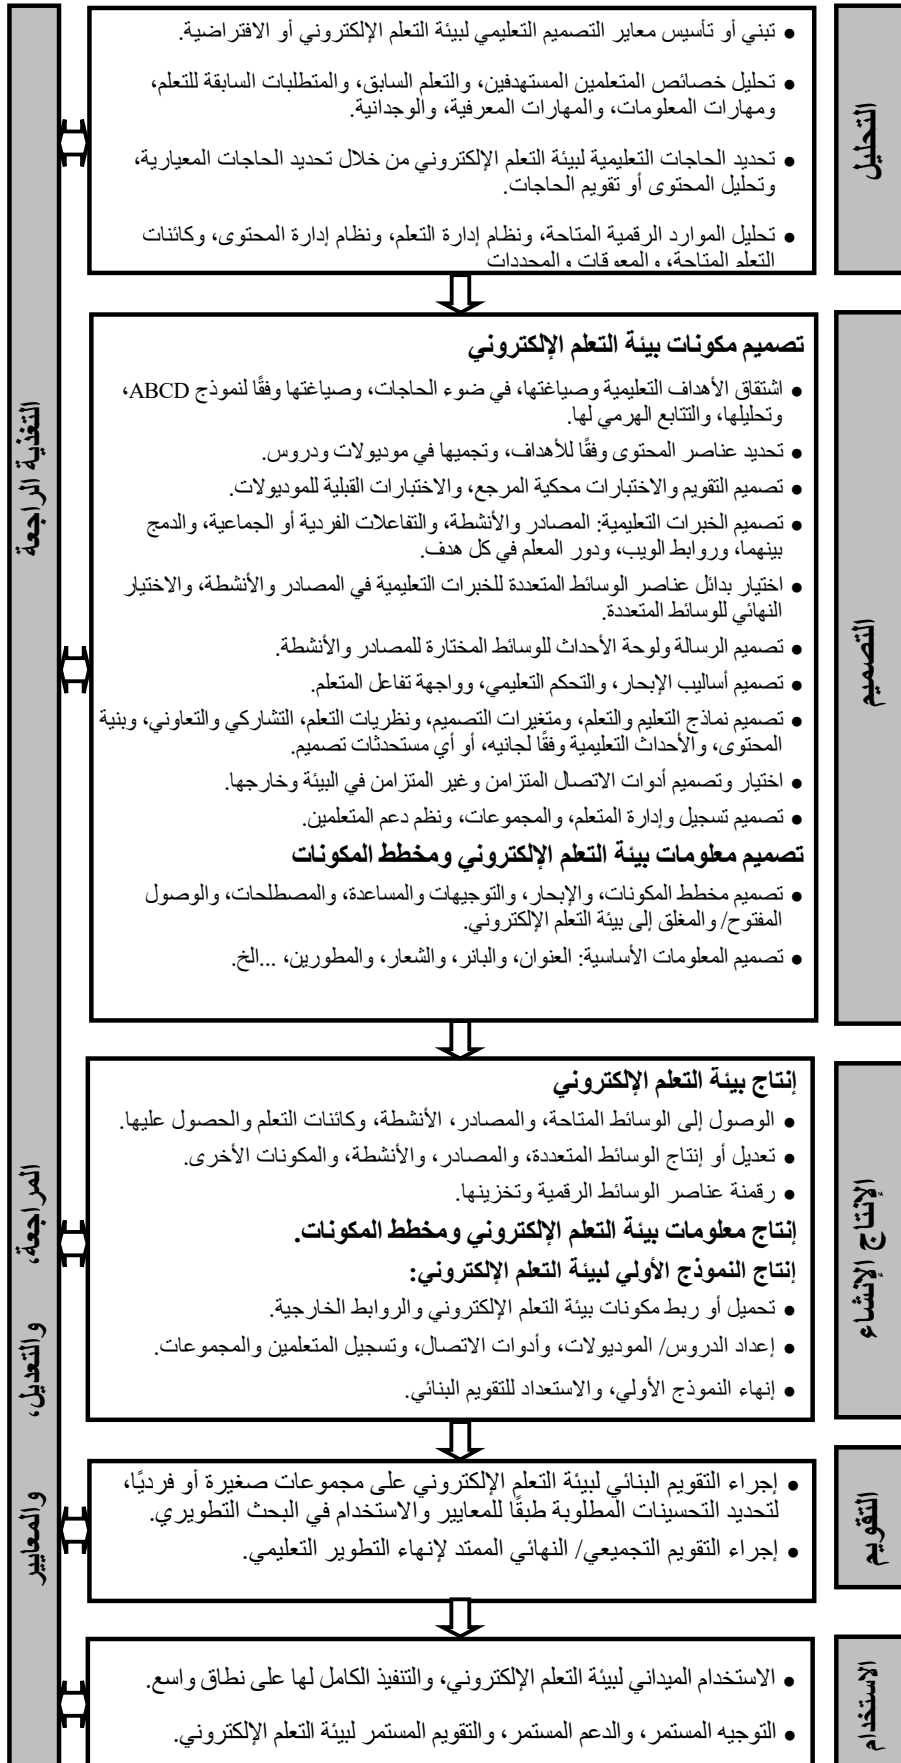 التحليل
• تبني أو تأسيس معاير التصميم التعليمي لبيئة التعلم الإلكتروني أو الافتراضية.
• تحليل خصائص المتعلمين المستهدفين، والتعلم السابق، والمتطلبات السابقة للتعلم،
ومهارات المعلومات، والمهارات المعرفية، والوجدانية.
• تحديد الحاجات التعليمية لبيئة التعلم الإلكتروني من خلال تحديد الحاجات المعيارية،
وتحليل المحتوى أو تقويم الحاجات.
• تحليل الموارد الرقمية المتاحة، ونظام إدارة التعلم، ونظام إدارة المحتوى، وكائنات
التعلم المتاحة، والمعوقات والمحددات
التصميم
تصميم مكونات بيئة التعلم الإلكتروني
• اشتقاق الأهداف التعليمية وصياغتها، في ضوء الحاجات، وصياغتها وفقًا لنموذج ABCD،
وتحليلها، والتتابع الهرمي لها.
• تحديد عناصر المحتوى وفقًا للأهداف، وتجميها في موديولات ودروس.
• تصميم التقويم والاختبارات محكية المرجع، والاختبارات القبلية للموديولات.
• تصميم الخبرات التعليمية: المصادر والأنشطة، والتفاعلات الفردية أو الجماعية، والدمج
بينهما، وروابط الويب، ودور المعلم في كل هدف.
• اختيار بدائل عناصر الوسائط المتعددة للخبرات التعليمية في المصادر والأنشطة، والاختيار
النهائي للوسائط المتعددة.
• تصميم الرسالة ولوحة الأحداث للوسائط المختارة للمصادر والأنشطة.
• تصميم أساليب الإبحار، والتحكم التعليمي، وواجهة تفاعل المتعلم.
• تصميم نماذج التعليم والتعلم، ومتغيرات التصميم، ونظريات التعلم، التشاركي والتعاوني، وبنية
المحتوى، والأحداث التعليمية وفقًا لجانيه، أو أي مستحدثات تصميم.
• اختيار وتصميم أدوات الاتصال المتزامن وغير المتزامن في البيئة وخارجها.
• تصميم تسجيل وإدارة المتعلم، والمجموعات، ونظم دعم المتعلمين.
تصميم معلومات بيئة التعلم الإلكتروني ومخطط المكونات
• تصميم مخطط المكونات، والإبحار، والتوجيهات والمساعدة، والمصطلحات، والوصول
المفتوح/ والمغلق إلى بيئة التعلم الإلكتروني.
• تصميم المعلومات الأساسية: العنوان، والبانر، والشعار، والمطورين، ...الخ.
الإنتاج الإنشاء
إنتاج بيئة التعلم الإلكتروني
• الوصول إلى الوسائط المتاحة، والمصادر، الأنشطة، وكائنات التعلم والحصول عليها.
• تعديل أو إنتاج الوسائط المتعددة، والمصادر، والأنشطة، والمكونات الأخرى.
• رقمنة عناصر الوسائط الرقمية وتخزينها.
إنتاج معلومات بيئة التعلم الإلكتروني ومخطط المكونات.
إنتاج النموذج الأولي لبيئة التعلم الإلكتروني:
• تحميل أو ربط مكونات بيئة التعلم الإلكتروني والروابط الخارجية.
• إعداد الدروس/ الموديولات، وأدوات الاتصال، وتسجيل المتعلمين والمجموعات.
• إنهاء النموذج الأولي، والاستعداد للتقويم البنائي.
التقويم
• إجراء التقويم البنائي لبيئة التعلم الإلكتروني على مجموعات صغيرة أو فرديًا،
لتحديد التحسينات المطلوبة طبقًا للمعايير والاستخدام في البحث التطويري.
• إجراء التقويم التجميعي/ النهائي الممتد لإنهاء التطوير التعليمي.
الاستخدام
• الاستخدام الميداني لبيئة التعلم الإلكتروني، والتنفيذ الكامل لها على نطاق واسع.
• التوجيه المستمر، والدعم المستمر، والتقويم المستمر لبيئة التعلم الإلكتروني.
التغذية الراجعة
المراجعة، والتعديل، والمعايير